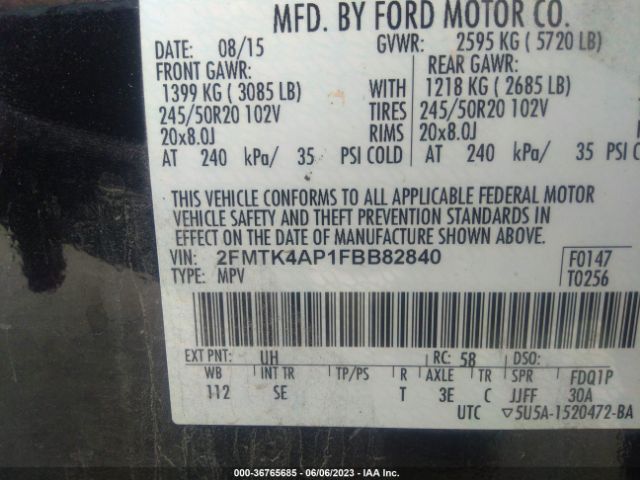 MFD. BY FORD MOTOR CO.
DATE: 08/15 GVWR: 2595 KG ( 5720 LB)
FRONT GAWR: REAR GAWR:
1399 KG ( 3085 LB) WITH 1218 KG ( 2685 LB)
245/50R20 102V TIRES 245/50R20 102V
20x8.0J RIMS 20x8.0J
AT 240 kPa/ 35 PSI COLD AT 240 kPa/ 35 PSI COLD
THIS VEHICLE CONFORMS TO ALL APPLICABLE FEDERAL MOTOR
VEHICLE SAFETY AND THEFT PREVENTION STANDARDS IN
EFFECT ON THE DATE OF MANUFACTURE SHOWN ABOVE.
VIN: 2FMTK4AP1FBB82840 F0147
TYPE: MPV T0256
EXT PNT: UH RC: 58 DSO:
WB INT TR TP/PS R AXLE TR SPR FDQ1P
112 SE T 3E C JJFF 30A
UTC ▽5U5A-1520472-BA
000-36765685 - 06/06/2023 - IAA Inc.